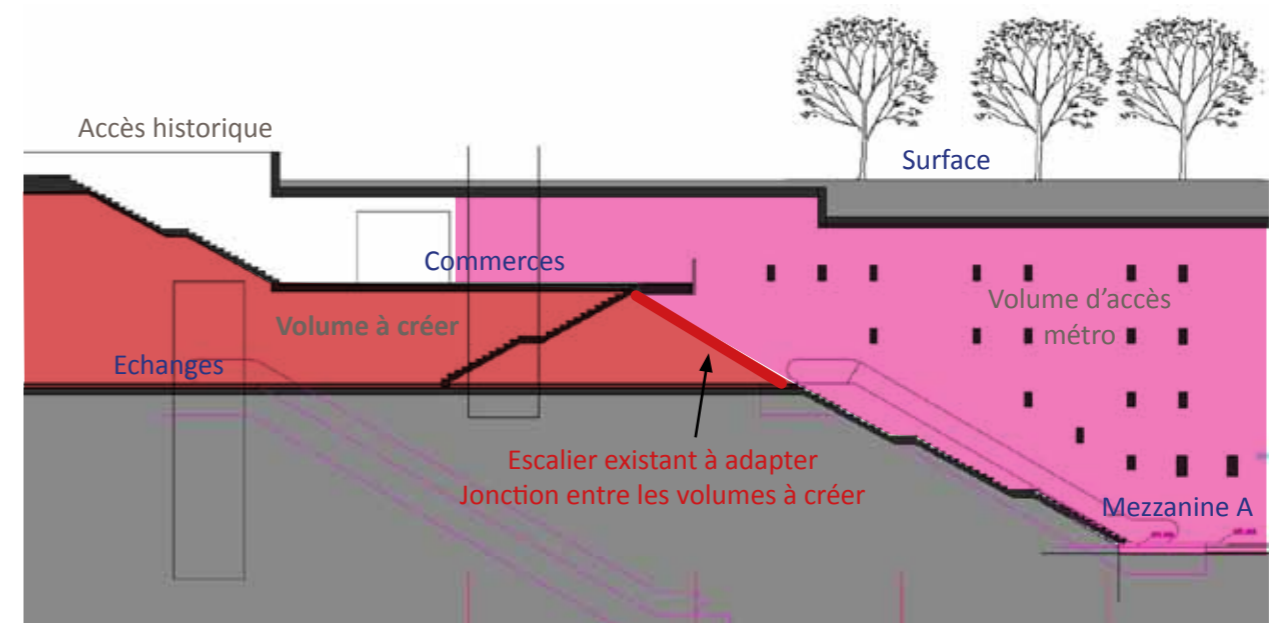 Accès historique
Surface
Commerces
Volume à créer
Volume d’accès
métro
Echanges
Escalier existant à adapter
Jonction entre les volumes à créer
Mezzanine A